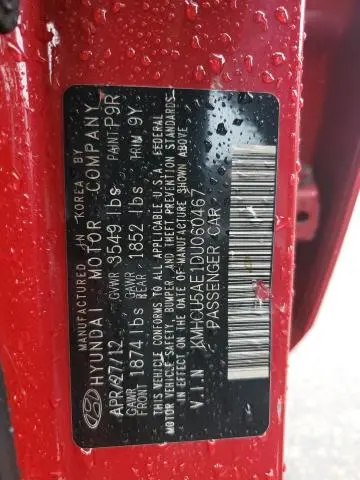 MANUFACTURED IN KOREA BY
HYUNDAI MOTOR COMPANY
APR/27/12 GVWR 3549 lbs PAINT P9R
GAWR FRONT 1874 lbs GAWR REAR 1852 lbs TRIM 9Y
THIS VEHICLE CONFORMS TO ALL APPLICABLE U.S.A. FEDERAL
MOTOR VEHICLE SAFETY, BUMPER AND THEFT PREVENTION STANDARDS
IN EFFECT ON THE DATE OF MANUFACTURE SHOWN ABOVE.
V.I.N KMHCU5AE1DU060467
PASSENGER CAR